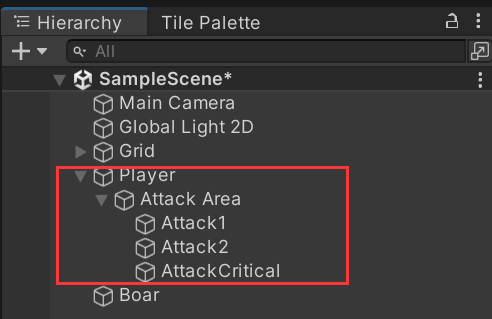 Hierarchy
Tile Palette
All
SampleScene*
Main Camera
Global Light 2D
Grid
Player
Attack Area
Attack1
Attack2
AttackCritical
Boar